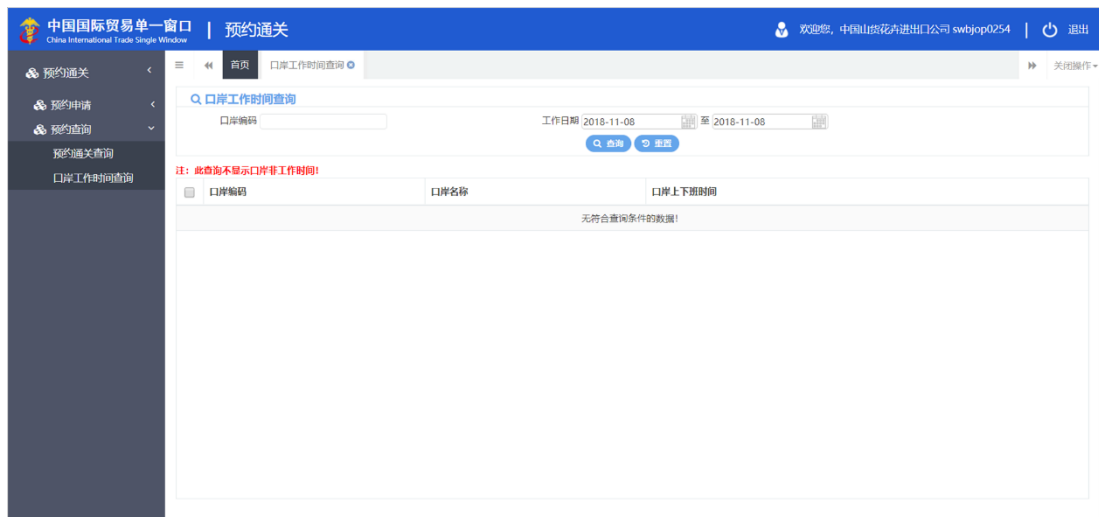 中国国际贸易单一窗口 | 预约通关
China International Trade Single Window
欢迎您, 中国山货花卉进出口公司 swbjop0254 | 退出
预约通关
预约申请
预约查询
预约通关查询
口岸工作时间查询
首页 口岸工作时间查询
关闭操作
口岸工作时间查询
口岸编码 工作日期 2018-11-08 至 2018-11-08
查询 重置
注: 此查询不显示口岸非工作时间!
口岸编码 口岸名称 口岸上下班时间
无符合查询条件的数据!